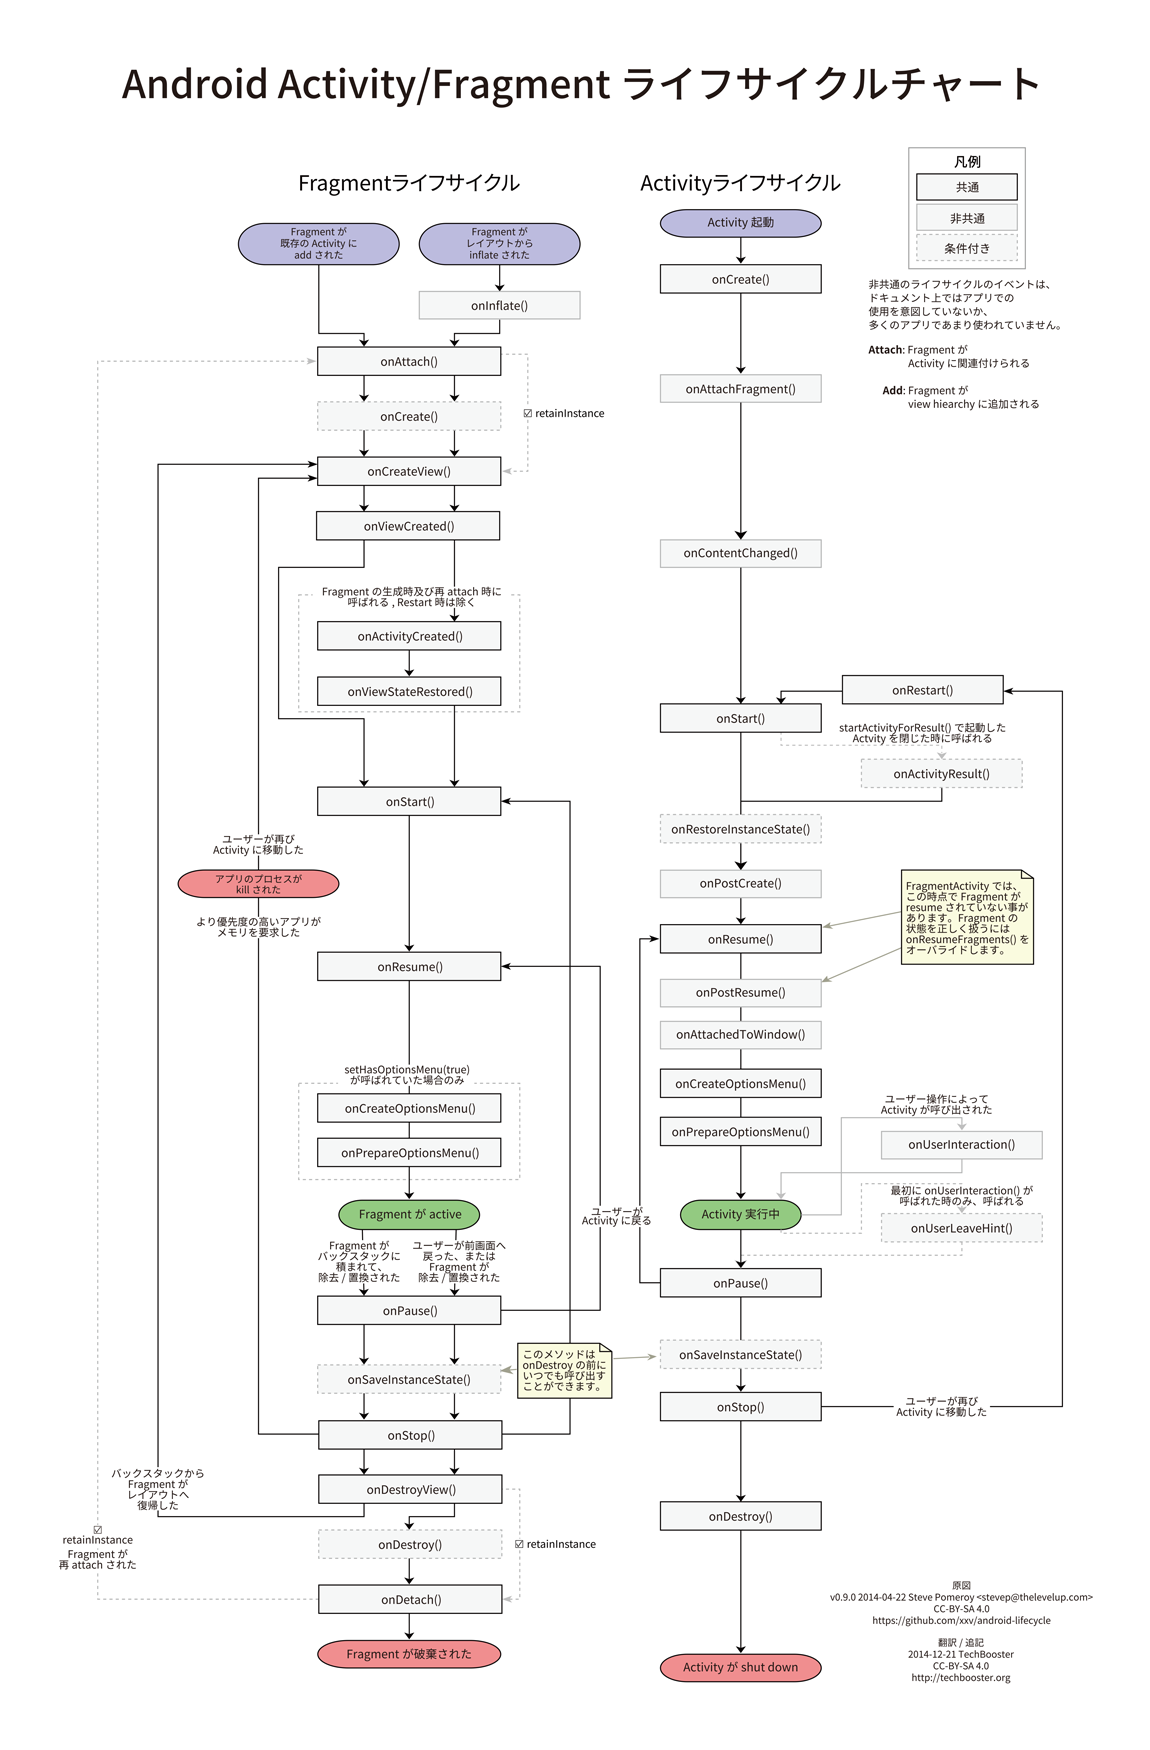 Android Activity/Fragment ライフサイクルチャート
Fragmentライフサイクル
Fragment が
既存の Activity に
add された
Fragment が
レイアウトから
inflate された
onInflate()
onAttach()
onCreate()
☑ retainInstance
onCreateView()
onViewCreated()
Fragment の生成時及び再 attach 時に
呼ばれる , Restart 時は除く
onActivityCreated()
onViewStateRestored()
onStart()
ユーザーが再び
Activity に移動した
アプリのプロセスが
kill された
より優先度の高いアプリが
メモリを要求した
onResume()
setHasOptionsMenu(true)
が呼ばれていた場合のみ
onCreateOptionsMenu()
onPrepareOptionsMenu()
Fragment が active
Fragment が
バックスタックに
積まれて、
除去 / 置換された
ユーザーが前画面へ
戻った、または
Fragment が
除去 / 置換された
ユーザーが
Activity に戻る
onPause()
onSaveInstanceState()
このメソッドは
onDestroy の前に
いつでも呼び出す
ことができます。
onStop()
onDestroyView()
バックスタックから
Fragment が
レイアウトへ
復帰した
☑
retainInstance
Fragment が
再 attach された
onDestroy()
☑ retainInstance
onDetach()
Fragment が破棄された
Activityライフサイクル
Activity 起動
onCreate()
onAttachFragment()
onContentChanged()
onRestart()
onStart()
startActivityForResult() で起動した
Actvity を閉じた時に呼ばれる
onActivityResult()
onRestoreInstanceState()
onPostCreate()
onResume()
FragmentActivity では、
この時点で Fragment が
resume されていない事が
あります。Fragment の
状態を正しく扱うには
onResumeFragments() を
オーバライドします。
onPostResume()
onAttachedToWindow()
onCreateOptionsMenu()
onPrepareOptionsMenu()
ユーザー操作によって
Activity が呼び出された
onUserInteraction()
Activity 実行中
最初に onUserInteraction() が
呼ばれた時のみ、呼ばれる
onUserLeaveHint()
onPause()
onSaveInstanceState()
onStop()
ユーザーが再び
Activity に移動した
onDestroy()
Activity が shut down
凡例
共通
非共通
条件付き
非共通のライフサイクルのイベントは、
ドキュメント上ではアプリでの
使用を意図していないか、
多くのアプリであまり使われていません。
Attach: Fragment が
Activity に関連付けられる
Add: Fragment が
view hiearchy に追加される
原図
v0.9.0 2014-04-22 Steve Pomeroy <stevep@thelevelup.com>
CC-BY-SA 4.0
https://github.com/xxv/android-lifecycle
翻訳 / 追記
2014-12-21 TechBooster
CC-BY-SA 4.0
http://techbooster.org